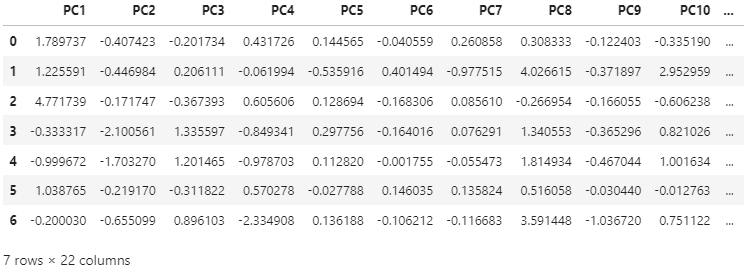 PC1 PC2 PC3 PC4 PC5 PC6 PC7 PC8 PC9 PC10 ...
0 1.789737 -0.407423 -0.201734 0.431726 0.144565 -0.040559 0.260858 0.308333 -0.122403 -0.335190 ...
1 1.225591 -0.446984 0.206111 -0.061994 -0.535916 0.401494 -0.977515 4.026615 -0.371897 2.952959 ...
2 4.771739 -0.171747 -0.367393 0.605606 0.128694 -0.168306 0.085610 -0.266954 -0.166055 -0.606238 ...
3 -0.333317 -2.100561 1.335597 -0.849341 0.297756 -0.164016 0.076291 1.340553 -0.365296 0.821026 ...
4 -0.999672 -1.703270 1.201465 -0.978703 0.112820 -0.001755 -0.055473 1.814934 -0.467044 1.001634 ...
5 1.038765 -0.219170 -0.311822 0.570278 -0.027788 0.146035 0.135824 0.516058 -0.030440 -0.012763 ...
6 -0.200030 -0.655099 0.896103 -2.334908 0.136188 -0.106212 -0.116683 3.591448 -1.036720 0.751122 ...
7 rows × 22 columns